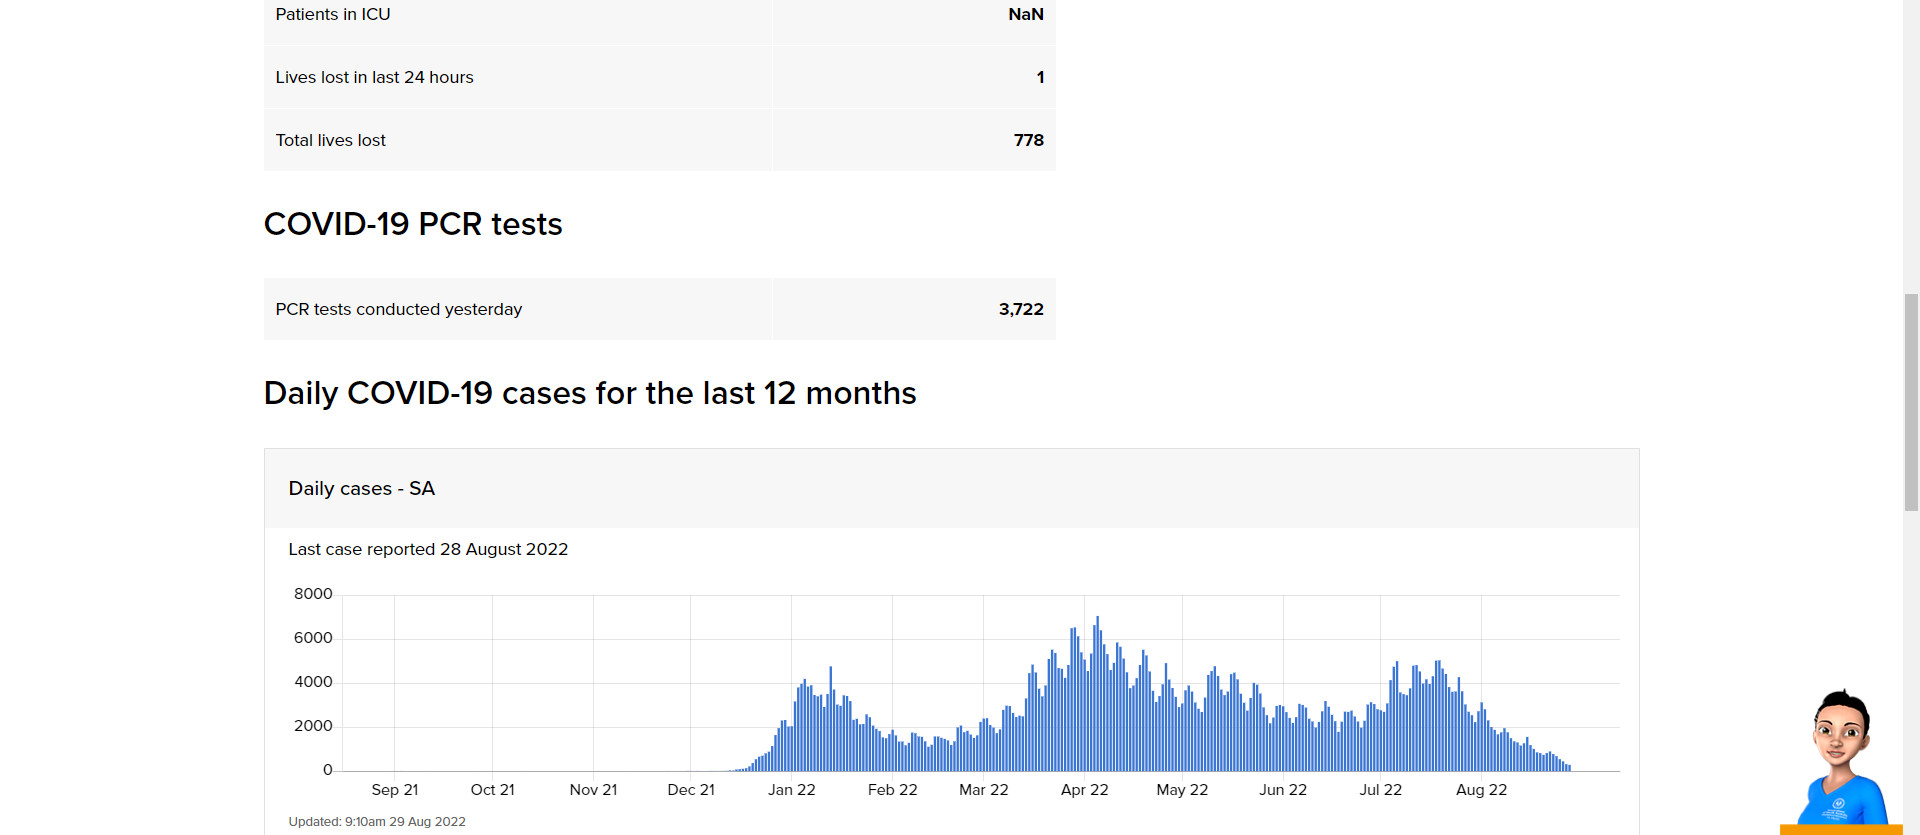 Patients in ICU NaN
Lives lost in last 24 hours 1
Total lives lost 778
COVID-19 PCR tests
PCR tests conducted yesterday 3,722
Daily COVID-19 cases for the last 12 months
Daily cases - SA
Last case reported 28 August 2022
8000
6000
4000
2000
0
Sep 21 Oct 21 Nov 21 Dec 21 Jan 22 Feb 22 Mar 22 Apr 22 May 22 Jun 22 Jul 22 Aug 22
Updated: 9:10am 29 Aug 2022